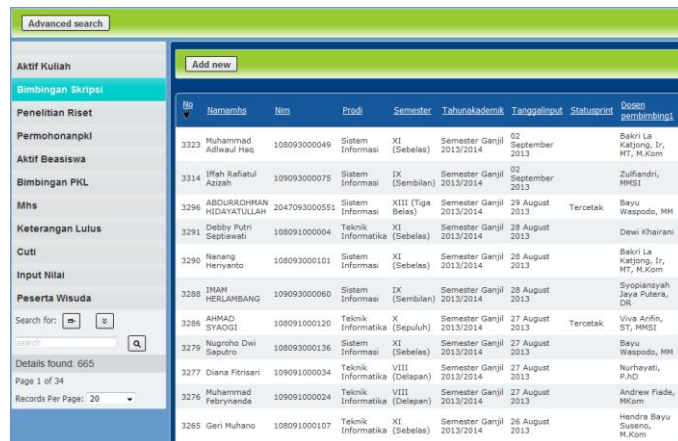 Advanced search
Aktif Kuliah
Bimbingan Skripsi
Penelitian Riset
Permohonanpkl
Aktif Beasiswa
Bimbingan PKL
Mhs
Keterangan Lulus
Cuti
Input Nilai
Peserta Wisuda
Search for:
search
Details found: 665
Page 1 of 34
Records Per Page: 20
Add new
No Namamhs Nim Prodi Semester Tahunakademik Tanggalinput Statusprint Dosen pembimbing1
3323 Muhammad Adlwaul Haq 108093000049 Sistem Informasi XI (Sebelas) Semester Ganjil 2013/2014 02 September 2013 Bakri La Katjong, Ir, MT, M.Kom
3314 Iffah Rafiatul Azizah 109093000075 Sistem Informasi IX (Sembilan) Semester Ganjil 2013/2014 02 September 2013 Zulfiandri, MMSI
3296 ABDURROHMAN HIDAYATULLAH 2047093000551 Sistem Informasi XIII (Tiga Belas) Semester Ganjil 2013/2014 29 August 2013 Tercetak Bayu Waspodo, MM
3291 Debby Putri Septiawati 108091000004 Teknik Informatika XI (Sebelas) Semester Ganjil 2013/2014 28 August 2013 Dewi Khairani
3290 Nanang Heriyanto 108093000101 Sistem Informasi XI (Sebelas) Semester Ganjil 2013/2014 28 August 2013 Bakri La Katjong, Ir, MT, M.Kom
3288 IMAM HERLAMBANG 109093000060 Sistem Informasi IX (Sembilan) Semester Ganjil 2013/2014 28 August 2013 Syopiansyah Jaya Putera, DR
3286 AHMAD SYAOGI 108091000120 Teknik Informatika X (Sepuluh) Semester Ganjil 2013/2014 27 August 2013 Tercetak Viva Arifin, ST, MMSI
3279 Nugroho Dwi Saputro 108093000136 Sistem Informasi XI (Sebelas) Semester Ganjil 2013/2014 27 August 2013 Bayu Waspodo, MM
3277 Diana Fitrisari 109091000034 Teknik Informatika VIII (Delapan) Semester Ganjil 2013/2014 27 August 2013 Nurhayati, P.hD
3276 Muhammad Febrynanda 109091000024 Teknik Informatika VIII (Delapan) Semester Ganjil 2013/2014 27 August 2013 Andrew Fiade, MKom
3265 Geri Muhano 108091000107 Teknik Informatika XI (Sebelas) Semester Ganjil 2013/2014 26 August 2013 Hendra Bayu Suseno, M.Kom